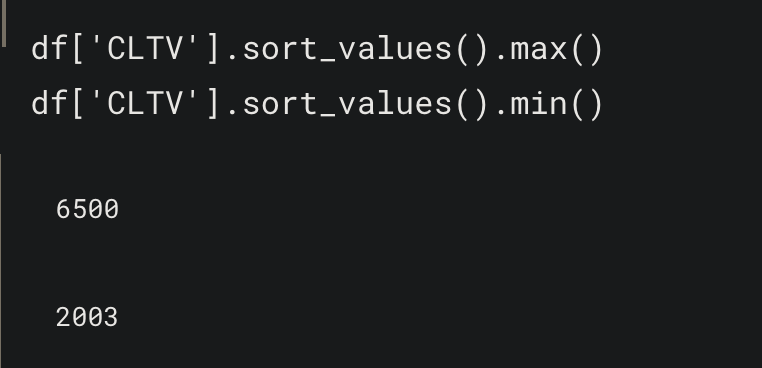 df['CLTV'].sort_values().max()
df['CLTV'].sort_values().min()
6500
2003